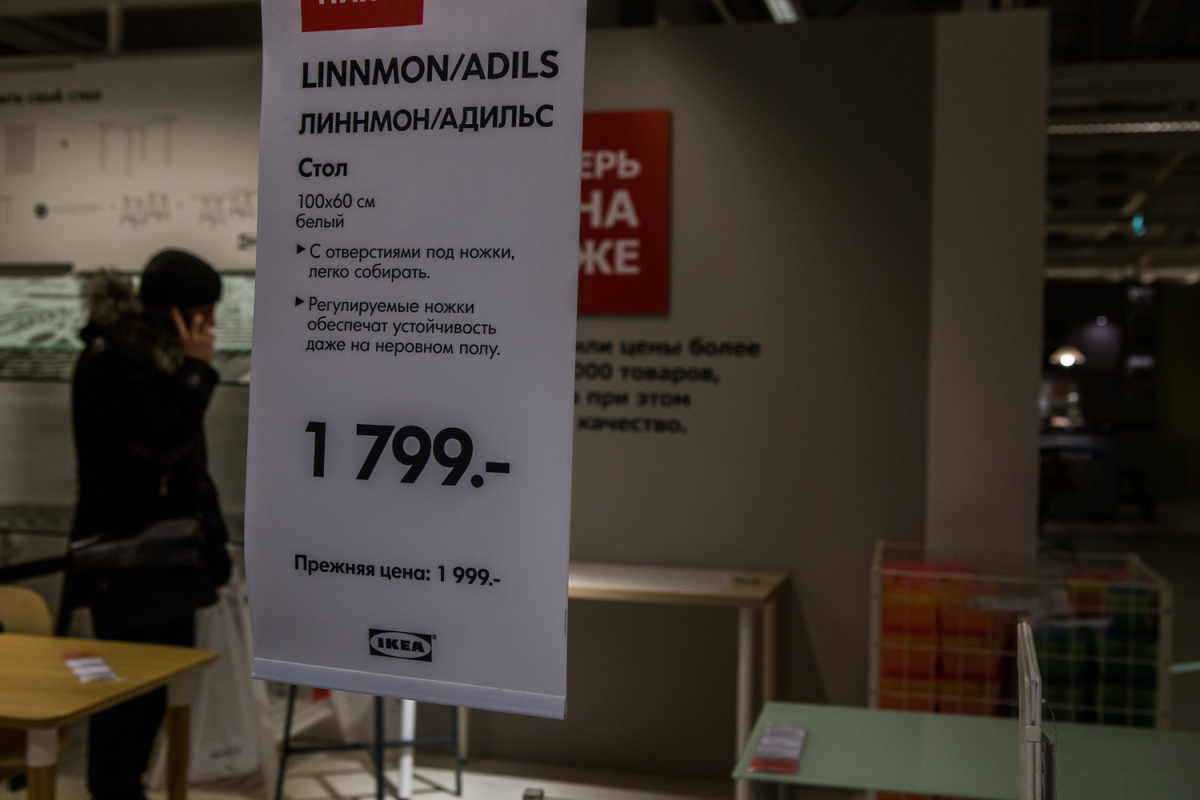 LINNMON/ADILS
ЛИННМОН/АДИЛЬС
Стол
100x60 см
белый
С отверстиями под ножки,
легко собирать.
Регулируемые ножки
обеспечат устойчивость
даже на неровном полу.
1 799.-
Прежняя цена: 1 999.-
IKEA
ЕРЬ
НА
ЖЕ
или цены более
000 товаров,
при этом
качество.
свой стол